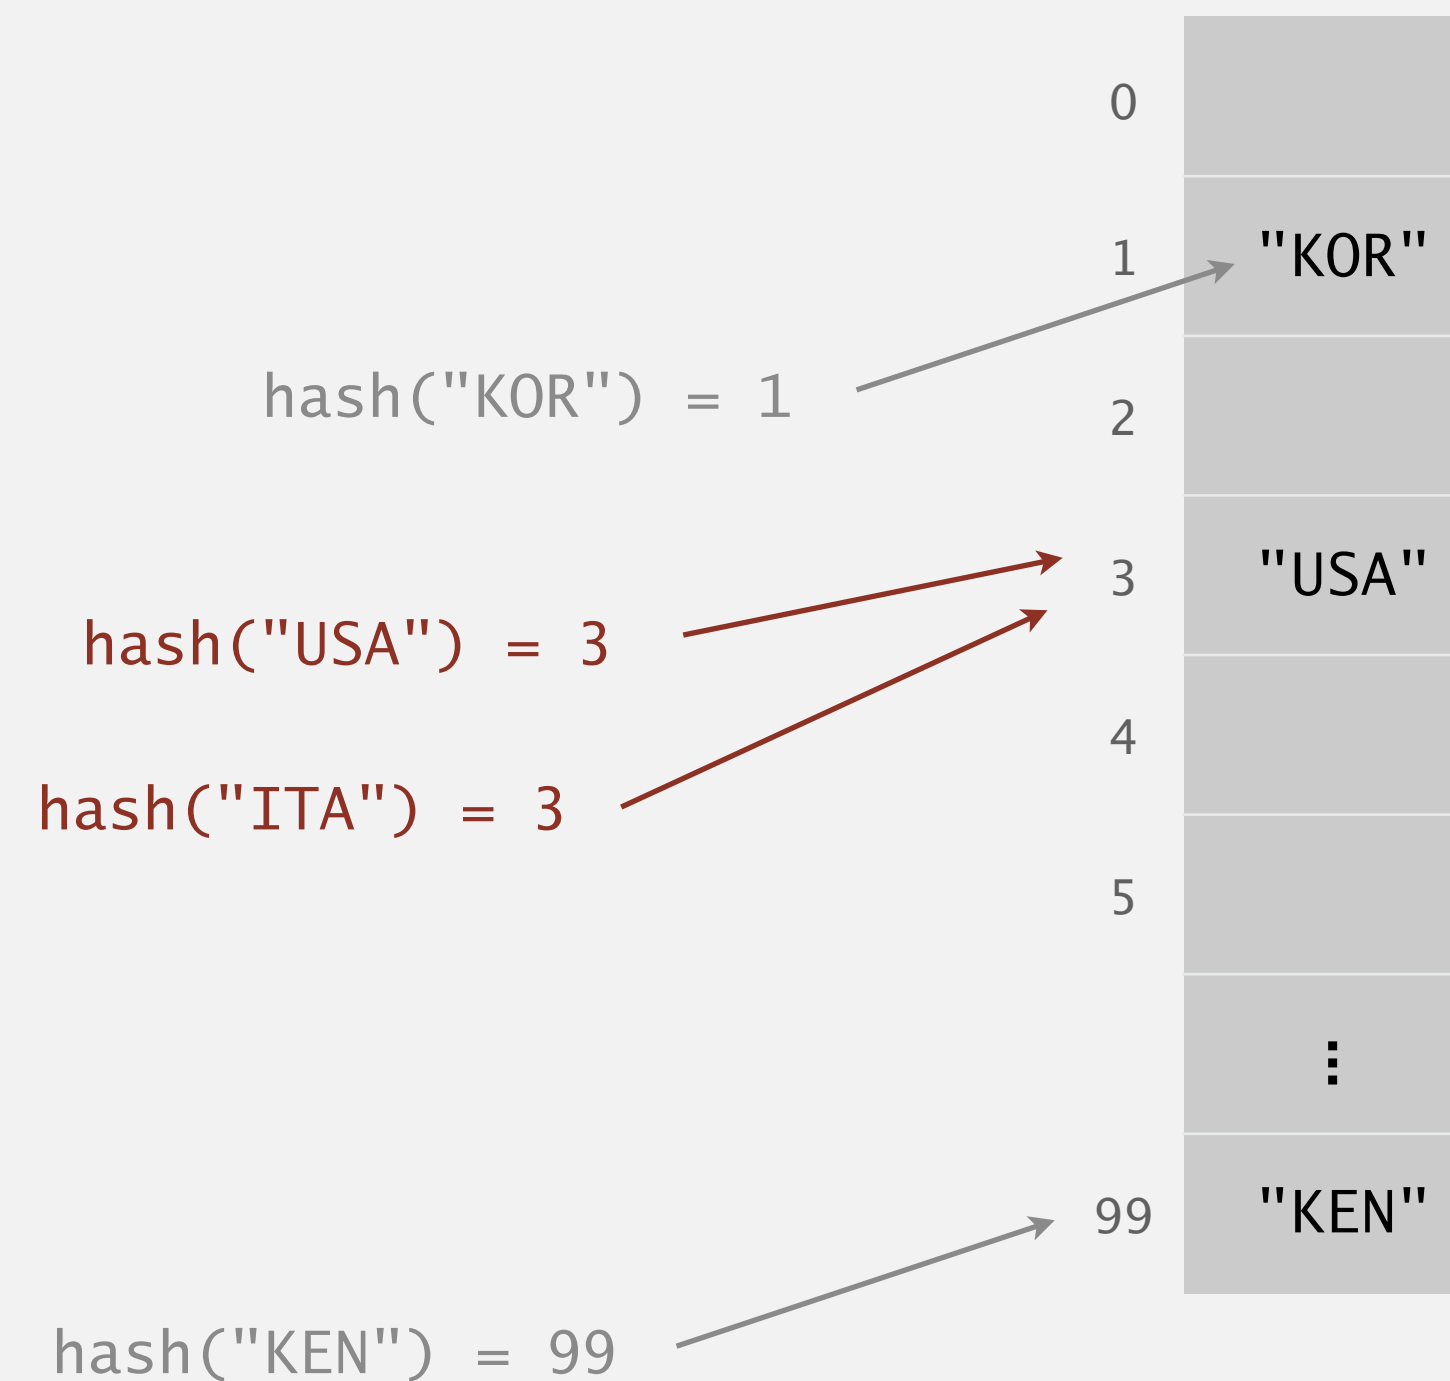 0
1 "KOR"
hash("KOR") = 1
2
3 "USA"
hash("USA") = 3
4
hash("ITA") = 3
5
⋮
99 "KEN"
hash("KEN") = 99